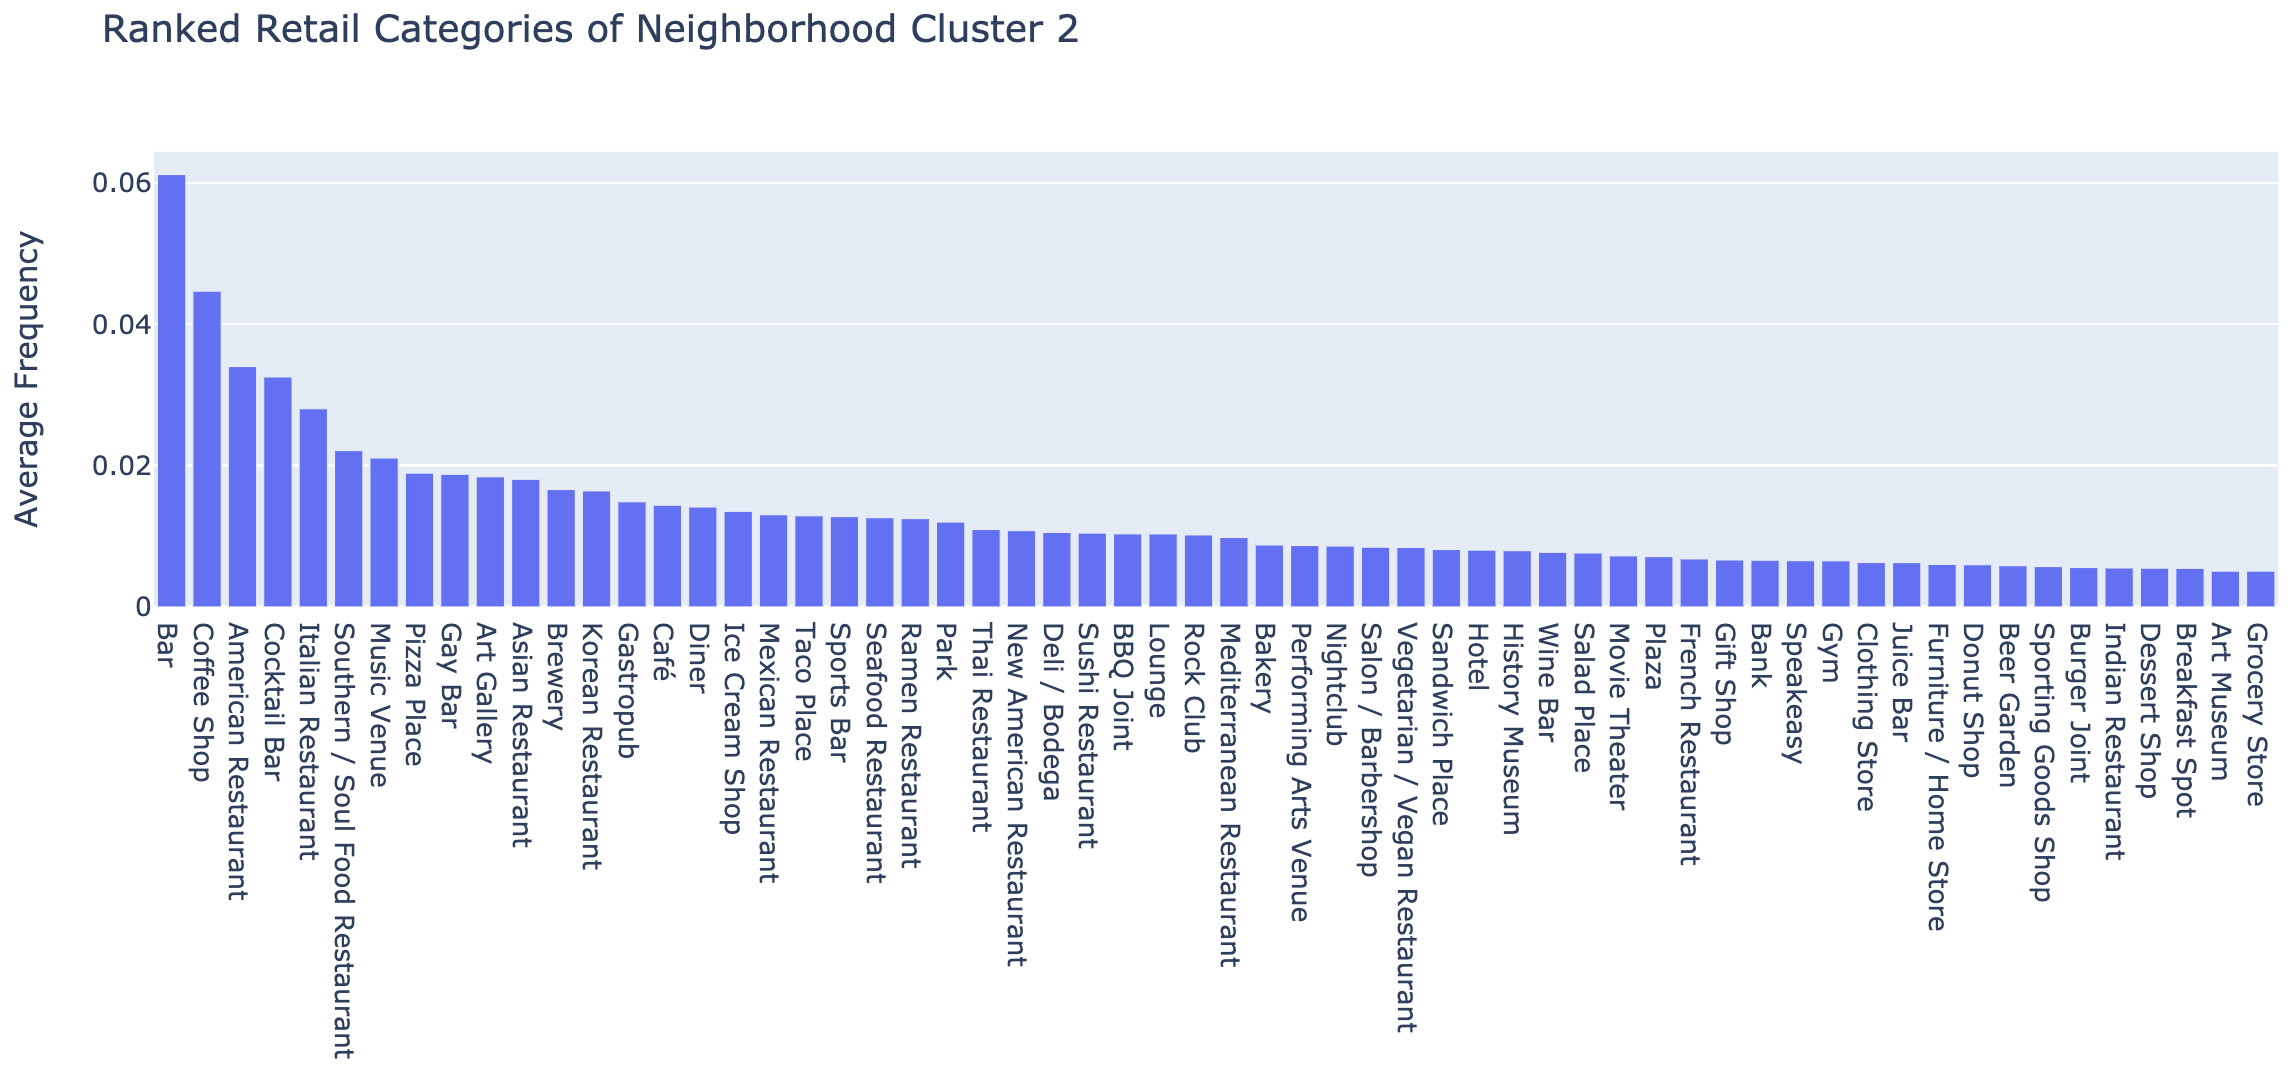 Ranked Retail Categories of Neighborhood Cluster 2
Average Frequency
0.06
0.04
0.02
0
Bar
Coffee Shop
American Restaurant
Cocktail Bar
Italian Restaurant
Southern / Soul Food Restaurant
Music Venue
Pizza Place
Gay Bar
Art Gallery
Asian Restaurant
Brewery
Korean Restaurant
Gastropub
Café
Diner
Ice Cream Shop
Mexican Restaurant
Taco Place
Sports Bar
Seafood Restaurant
Ramen Restaurant
Park
Thai Restaurant
New American Restaurant
Deli / Bodega
Sushi Restaurant
BBQ Joint
Lounge
Rock Club
Mediterranean Restaurant
Bakery
Performing Arts Venue
Nightclub
Salon / Barbershop
Vegetarian / Vegan Restaurant
Sandwich Place
Hotel
History Museum
Wine Bar
Salad Place
Movie Theater
Plaza
French Restaurant
Gift Shop
Bank
Speakeasy
Gym
Clothing Store
Juice Bar
Furniture / Home Store
Donut Shop
Beer Garden
Sporting Goods Shop
Burger Joint
Indian Restaurant
Dessert Shop
Breakfast Spot
Art Museum
Grocery Store